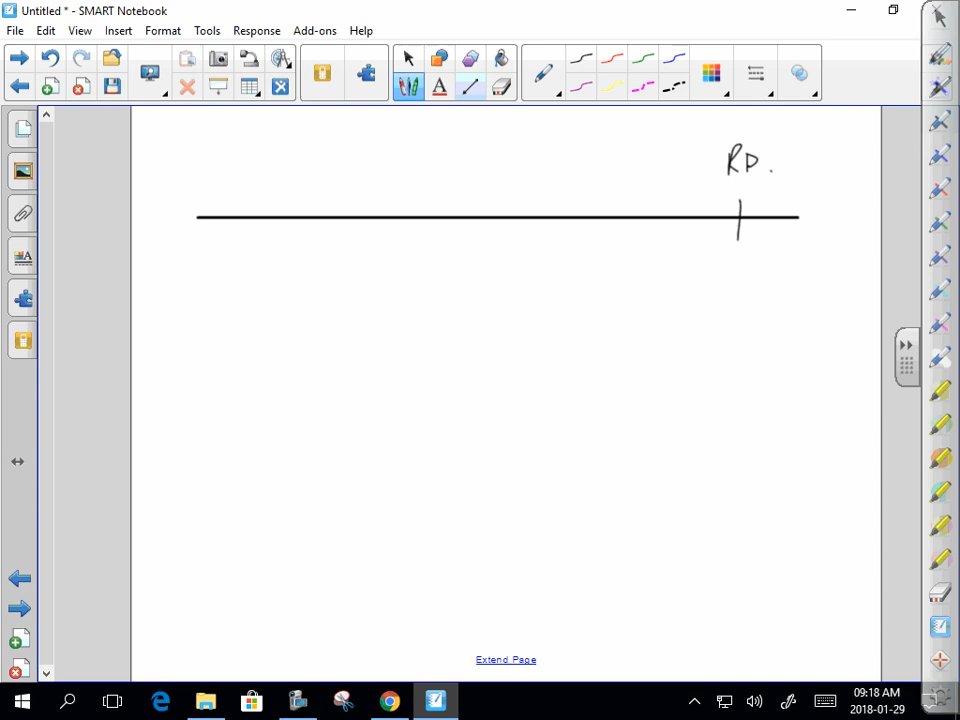 Untitled * - SMART Notebook
File Edit View Insert Format Tools Response Add-ons Help
RD.
Extend Page
09:18 AM
2018-01-29